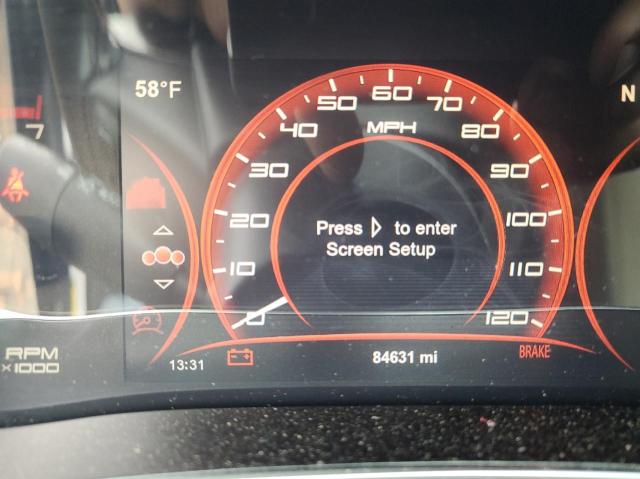 58°F
N
50 60 70
40 MPH 80
30 90
20 100
10 110
0 120
7
Press to enter
Screen Setup
RPM
x1000
13:31
84631 mi
BRAKE